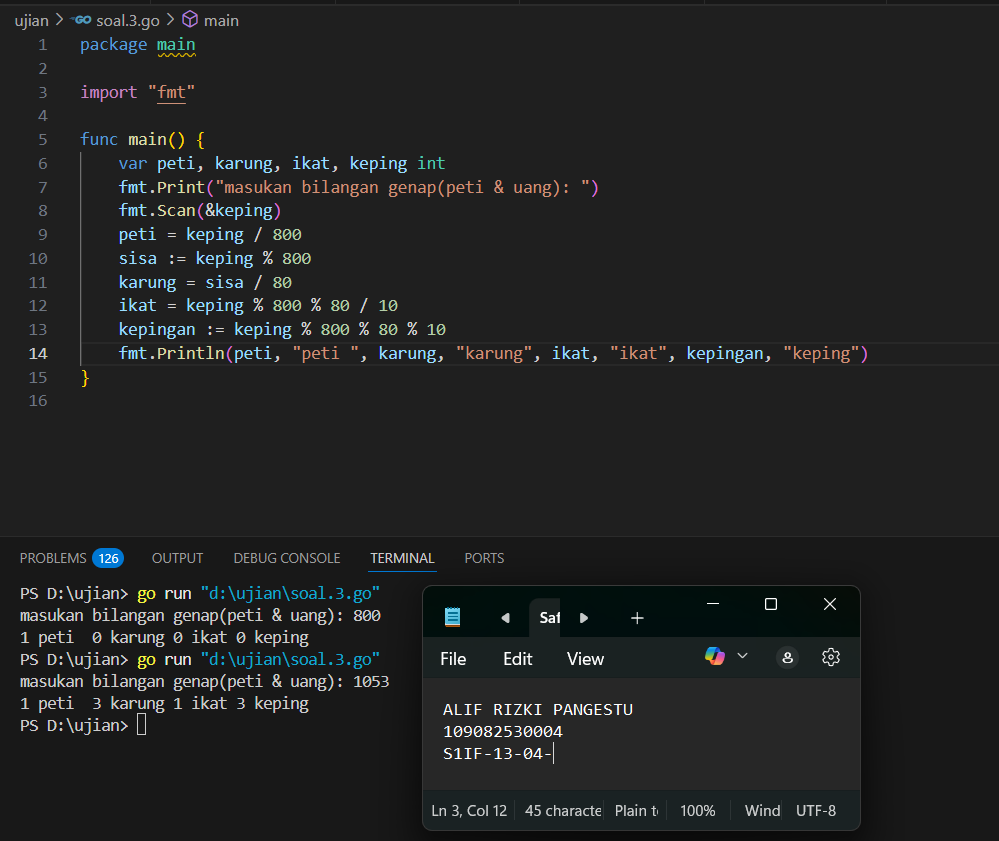 ujian > soal.3.go > main
1 package main
2
3 import "fmt"
4
5 func main() {
6 var peti, karung, ikat, keping int
7 fmt.Print("masukan bilangan genap(peti & uang): ")
8 fmt.Scan(&keping)
9 peti = keping / 800
10 sisa := keping % 800
11 karung = sisa / 80
12 ikat = keping % 800 % 80 / 10
13 kepingan := keping % 800 % 80 % 10
14 fmt.Println(peti, "peti ", karung, "karung", ikat, "ikat", kepingan, "keping")
15 }
16
PROBLEMS 126 OUTPUT DEBUG CONSOLE TERMINAL PORTS
PS D:\ujian> go run "d:\ujian\soal.3.go"
masukan bilangan genap(peti & uang): 800
1 peti  0 karung 0 ikat 0 keping
PS D:\ujian> go run "d:\ujian\soal.3.go"
masukan bilangan genap(peti & uang): 1053
1 peti  3 karung 1 ikat 3 keping
PS D:\ujian>
File Edit View
ALIF RIZKI PANGESTU
109082530004
S1IF-13-04-
Ln 3, Col 12 45 characte Plain t 100% Wind UTF-8